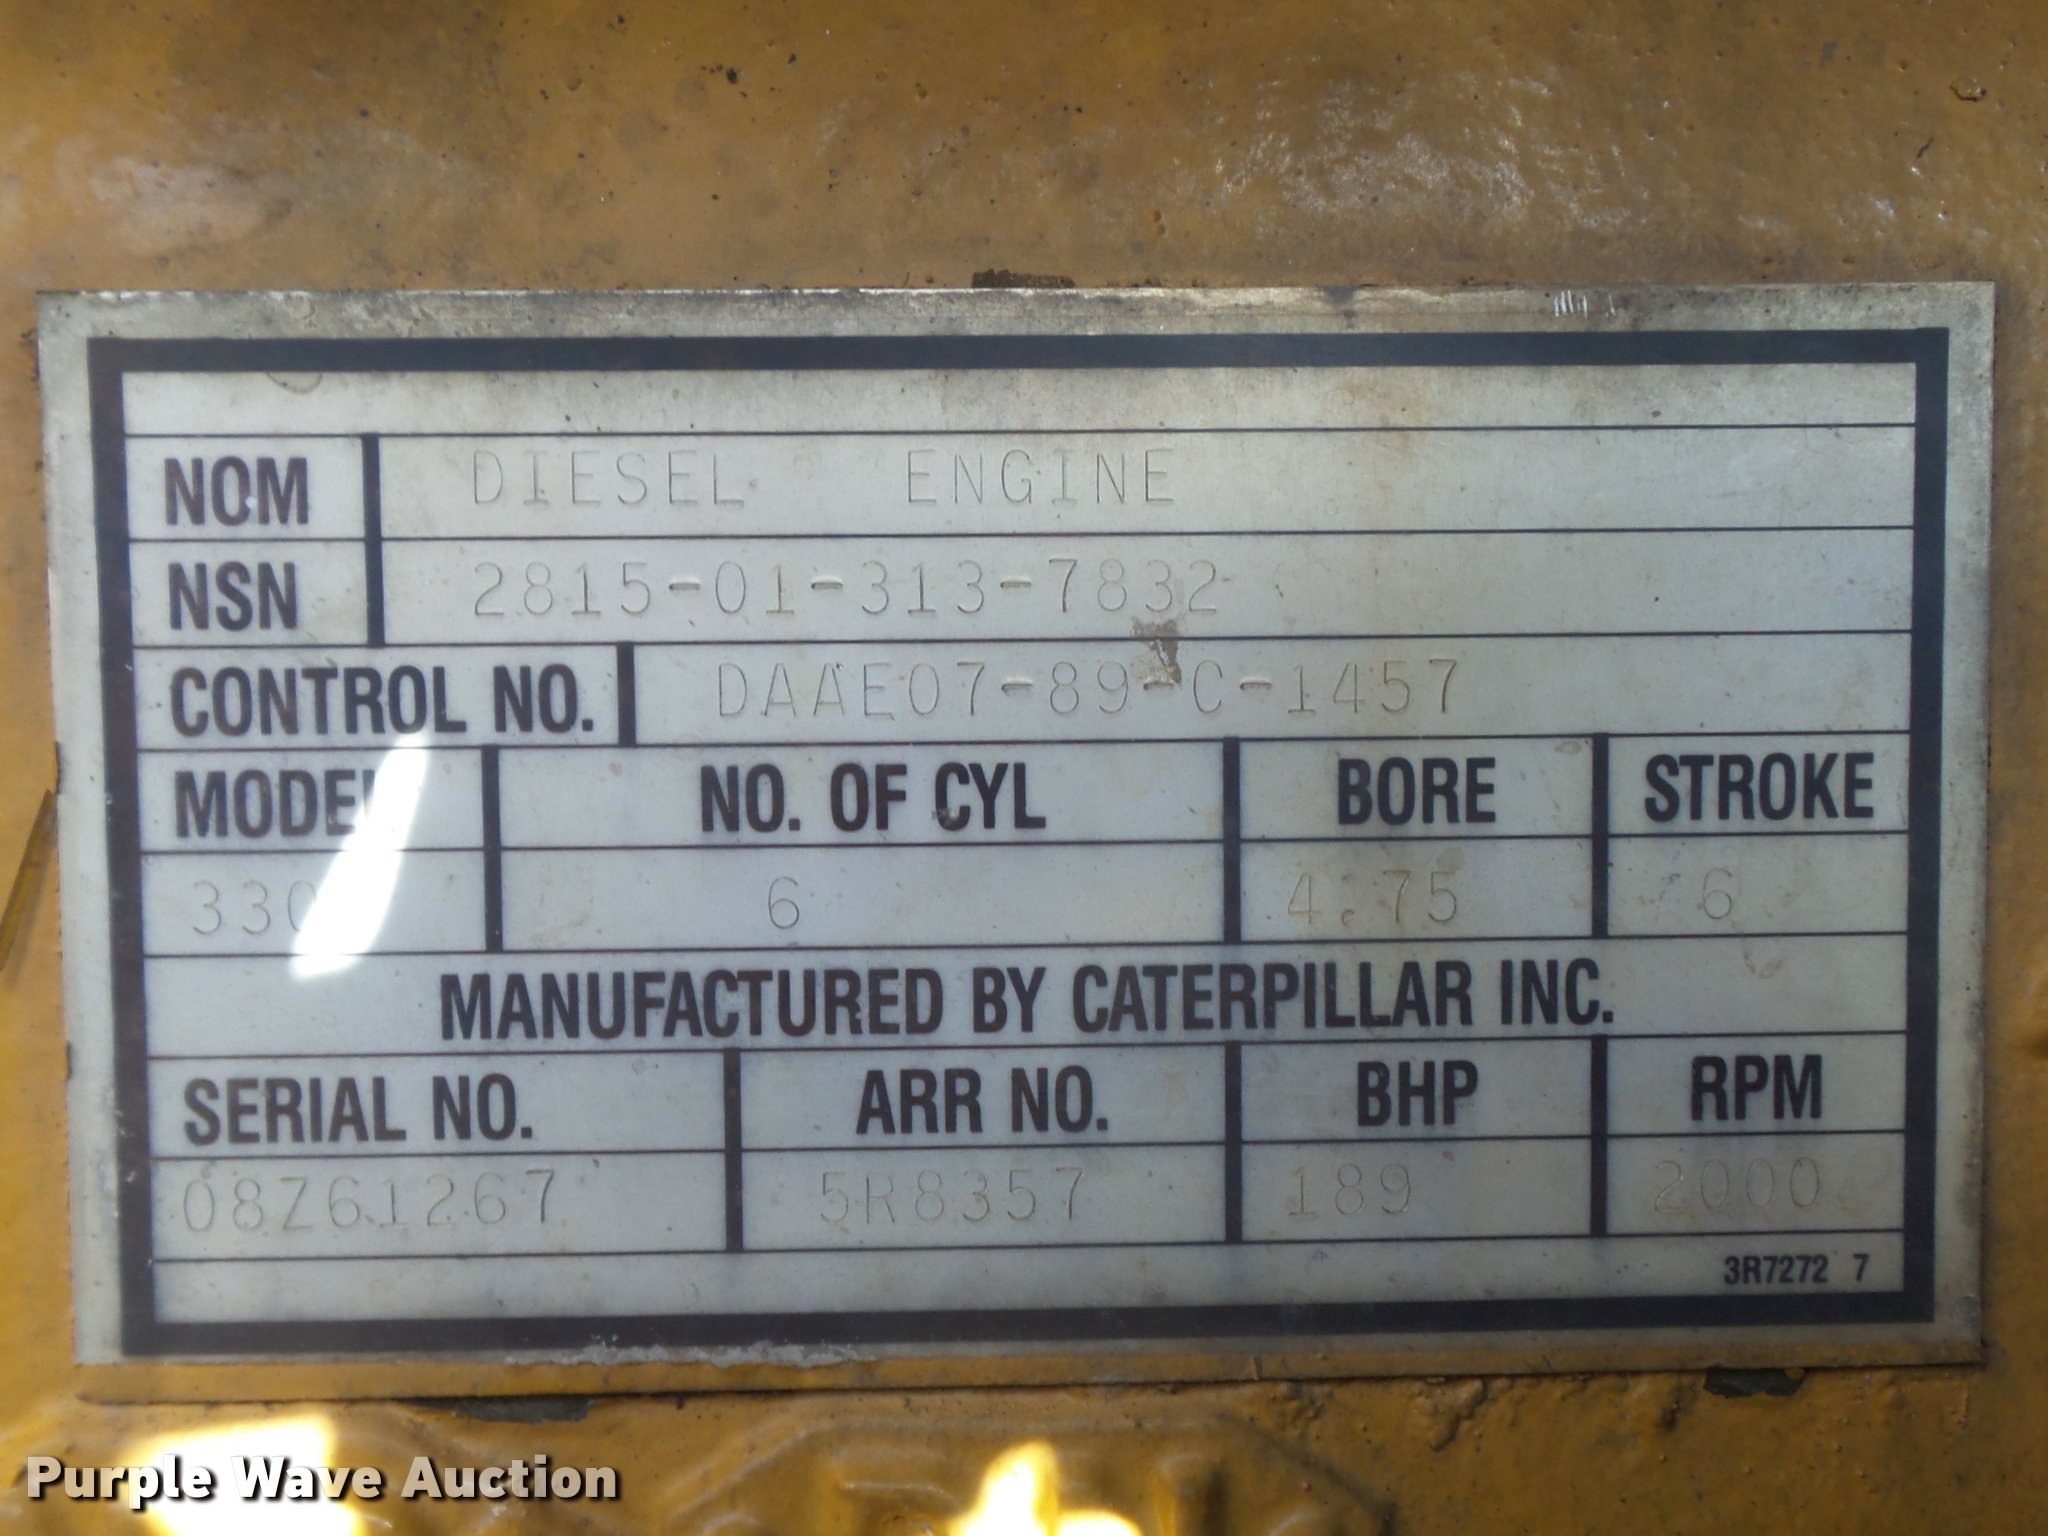 NOM DIESEL ENGINE
NSN 2815-01-313-7832
CONTROL NO. DAAE07-89-C-1457
MODEL NO. OF CYL BORE STROKE
6 4.75 6
MANUFACTURED BY CATERPILLAR INC.
SERIAL NO. ARR NO. BHP RPM
08Z61267 5R8357 189 2000
3R7272 7
Purple Wave Auction